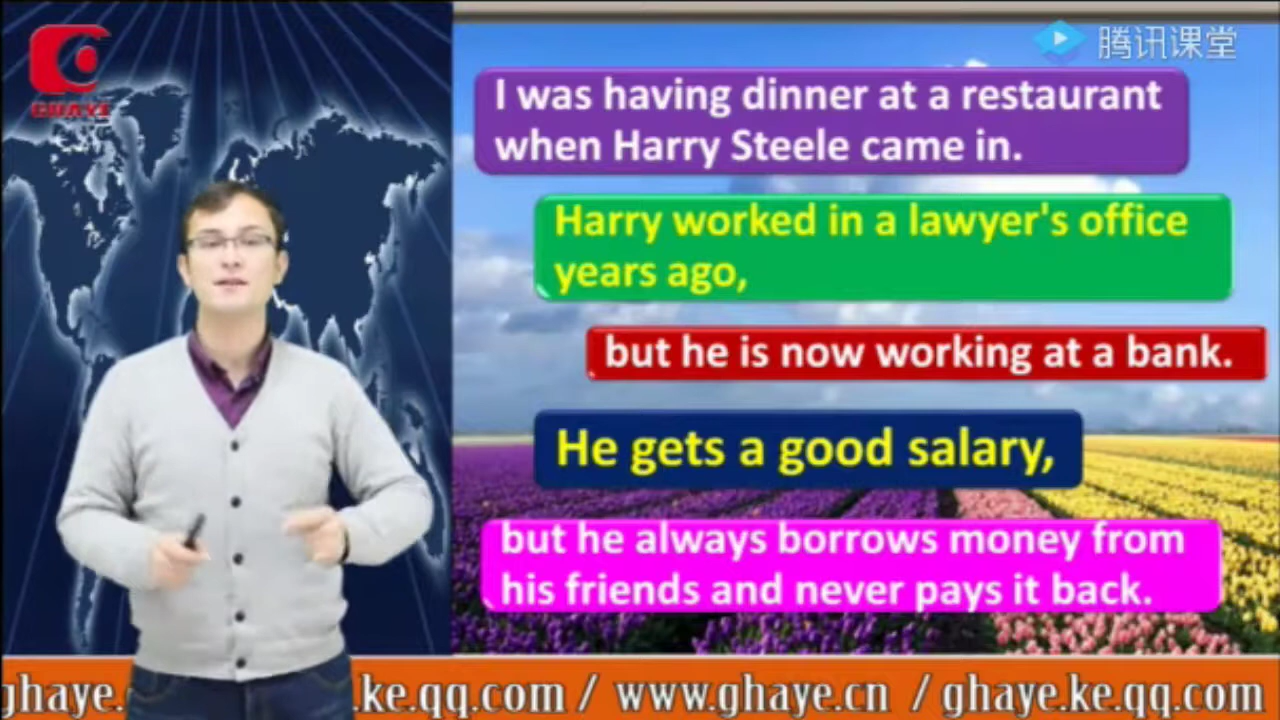 GHAYE
腾讯课堂
I was having dinner at a restaurant
when Harry Steele came in.
Harry worked in a lawyer's office
years ago,
but he is now working at a bank.
He gets a good salary,
but he always borrows money from
his friends and never pays it back.
ghaye. .ke.qq.com / www.ghaye.cn / ghaye.ke.qq.com